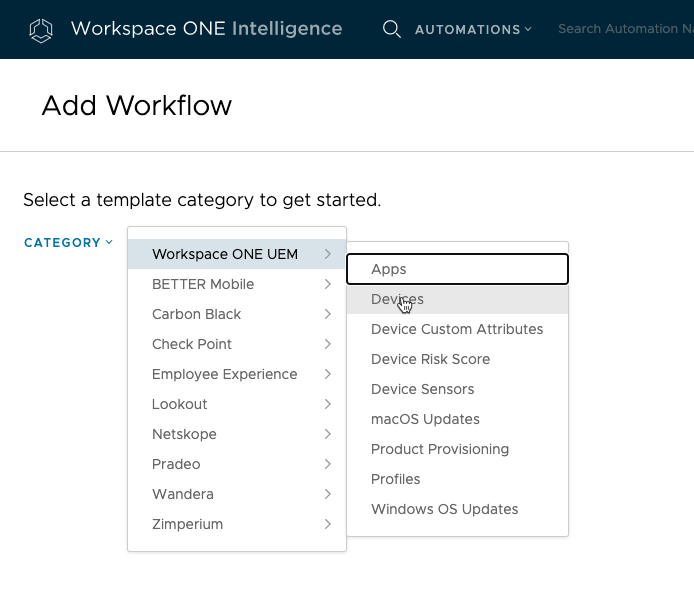 Workspace ONE Intelligence
AUTOMATIONS
Search Automation Na
Add Workflow
Select a template category to get started.
CATEGORY
Workspace ONE UEM
BETTER Mobile
Carbon Black
Check Point
Employee Experience
Lookout
Netskope
Pradeo
Wandera
Zimperium
Apps
Devices
Device Custom Attributes
Device Risk Score
Device Sensors
macOS Updates
Product Provisioning
Profiles
Windows OS Updates